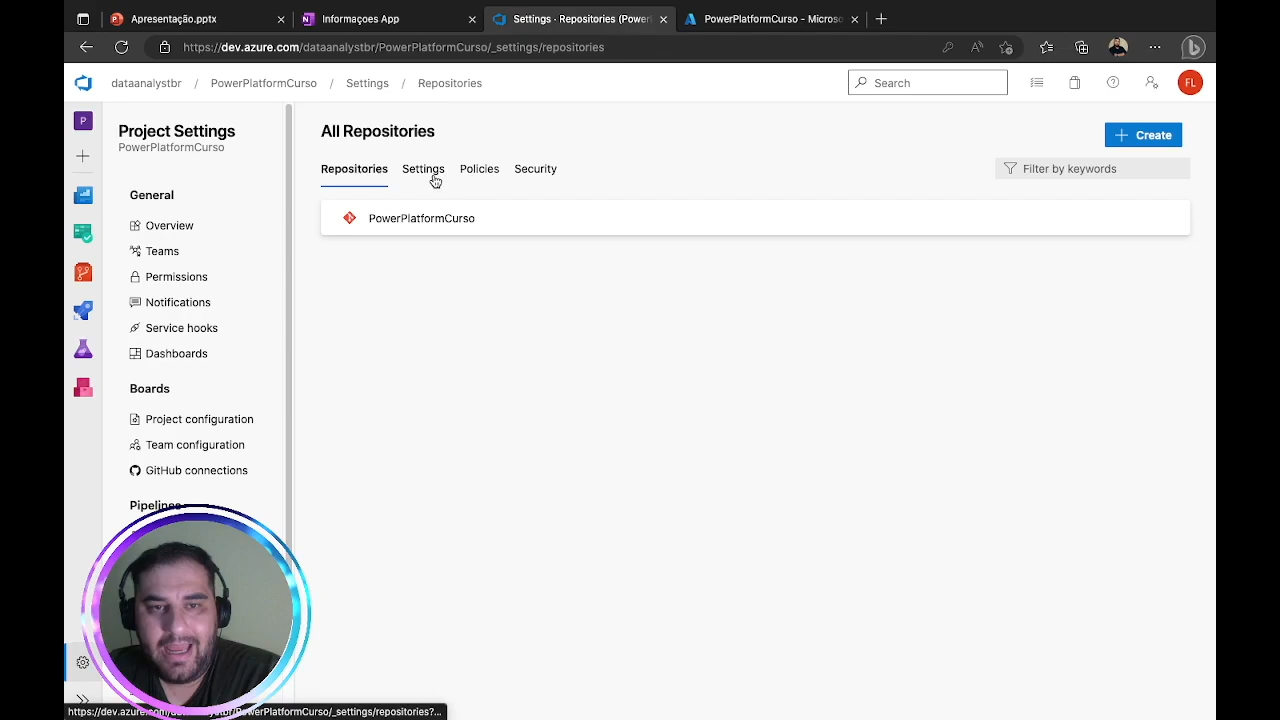 Apresentação.pptx
Informaçoes App
Settings · Repositories (Power
PowerPlatformCurso - Microso
https://dev.azure.com/dataanalystbr/PowerPlatformCurso/_settings/repositories
dataanalystbr / PowerPlatformCurso / Settings / Repositories
Search
FL
P
Project Settings
PowerPlatformCurso
General
Overview
Teams
Permissions
Notifications
Service hooks
Dashboards
Boards
Project configuration
Team configuration
GitHub connections
Pipelines
All Repositories
Create
Repositories Settings Policies Security
Filter by keywords
PowerPlatformCurso
https://dev.azure.com/dataanalystbr/PowerPlatformCurso/_settings/repositories?...